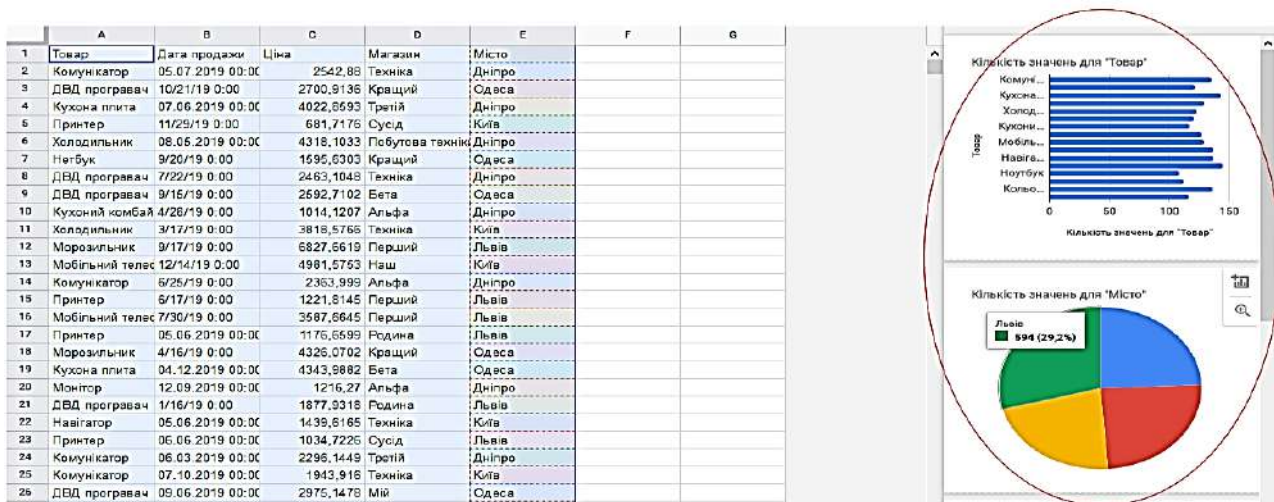 A B C D E F G
1 Товар Дата продажи Ціна Магазин Місто
2 Комунікатор 05.07.2019 00:00 2542,88 Техніка Дніпро
3 ДВД програвач 10/21/19 0:00 2700,9136 Кращий Одеса
4 Кухона плита 07.06.2019 00:00 4022,8593 Третій Дніпро
5 Принтер 11/29/19 0:00 681,7176 Сусід Київ
6 Холодильник 08.05.2019 00:00 4318,1033 Побутова технік Дніпро
7 Нетбук 9/20/19 0:00 1595,6303 Кращий Одеса
8 ДВД програвач 7/22/19 0:00 2463,1048 Техніка Дніпро
9 ДВД програвач 9/15/19 0:00 2592,7102 Бета Одеса
10 Кухоний комбай 4/28/19 0:00 1014,1207 Альфа Дніпро
11 Холодильник 3/17/19 0:00 3818,5766 Техніка Київ
12 Морозильник 9/17/19 0:00 6827,6619 Перший Львів
13 Мобільний телеф 12/14/19 0:00 4981,5753 Наш Київ
14 Комунікатор 6/25/19 0:00 2363,999 Альфа Дніпро
15 Принтер 6/17/19 0:00 1221,8145 Перший Львів
16 Мобільний телеф 7/30/19 0:00 3587,6645 Перший Львів
17 Принтер 05.06.2019 00:00 1176,6599 Родина Львів
18 Морозильник 4/16/19 0:00 4326,0702 Кращий Одеса
19 Кухона плита 04.12.2019 00:00 4343,9882 Бета Одеса
20 Монітор 12.09.2019 00:00 1216,27 Альфа Дніпро
21 ДВД програвач 1/16/19 0:00 1877,9318 Родина Львів
22 Навігатор 05.06.2019 00:00 1439,6165 Техніка Київ
23 Принтер 06.06.2019 00:00 1034,7226 Сусід Львів
24 Комунікатор 06.03.2019 00:00 2296,1449 Третій Дніпро
25 Комунікатор 07.10.2019 00:00 1943,916 Техніка Київ
26 ДВД програвач 09.06.2019 00:00 2975,1478 Мій Одеса
Кількість значень для "Товар"
Товар
Комуні...
Кухона...
Холод...
Кухони...
Мобіль...
Навіга...
Ноутбук
Кольо...
0 50 100 150
Кількість значень для "Товар"
Кількість значень для "Місто"
Львів
594 (29,2%)